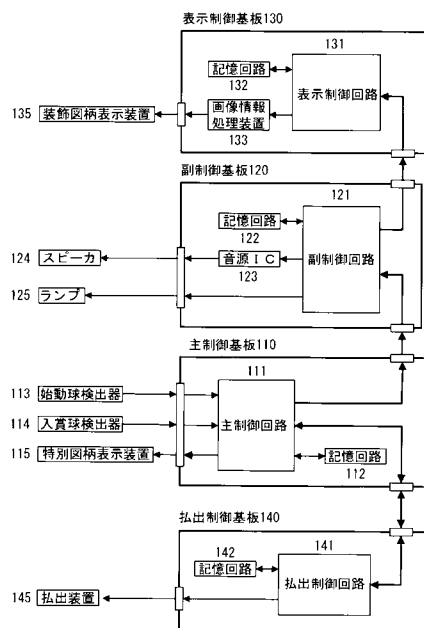 表示制御基板130
131
記憶回路
132
表示制御回路
135 装飾図柄表示装置
画像情報
処理装置
133
副制御基板120
121
記憶回路
122
副制御回路
124 スピーカ
音源IC
123
125 ランプ
主制御基板110
111
113 始動球検出器
114 入賞球検出器
主制御回路
115 特別図柄表示装置
記憶回路
112
払出制御基板140
142
141
記憶回路
払出制御回路
145 払出装置